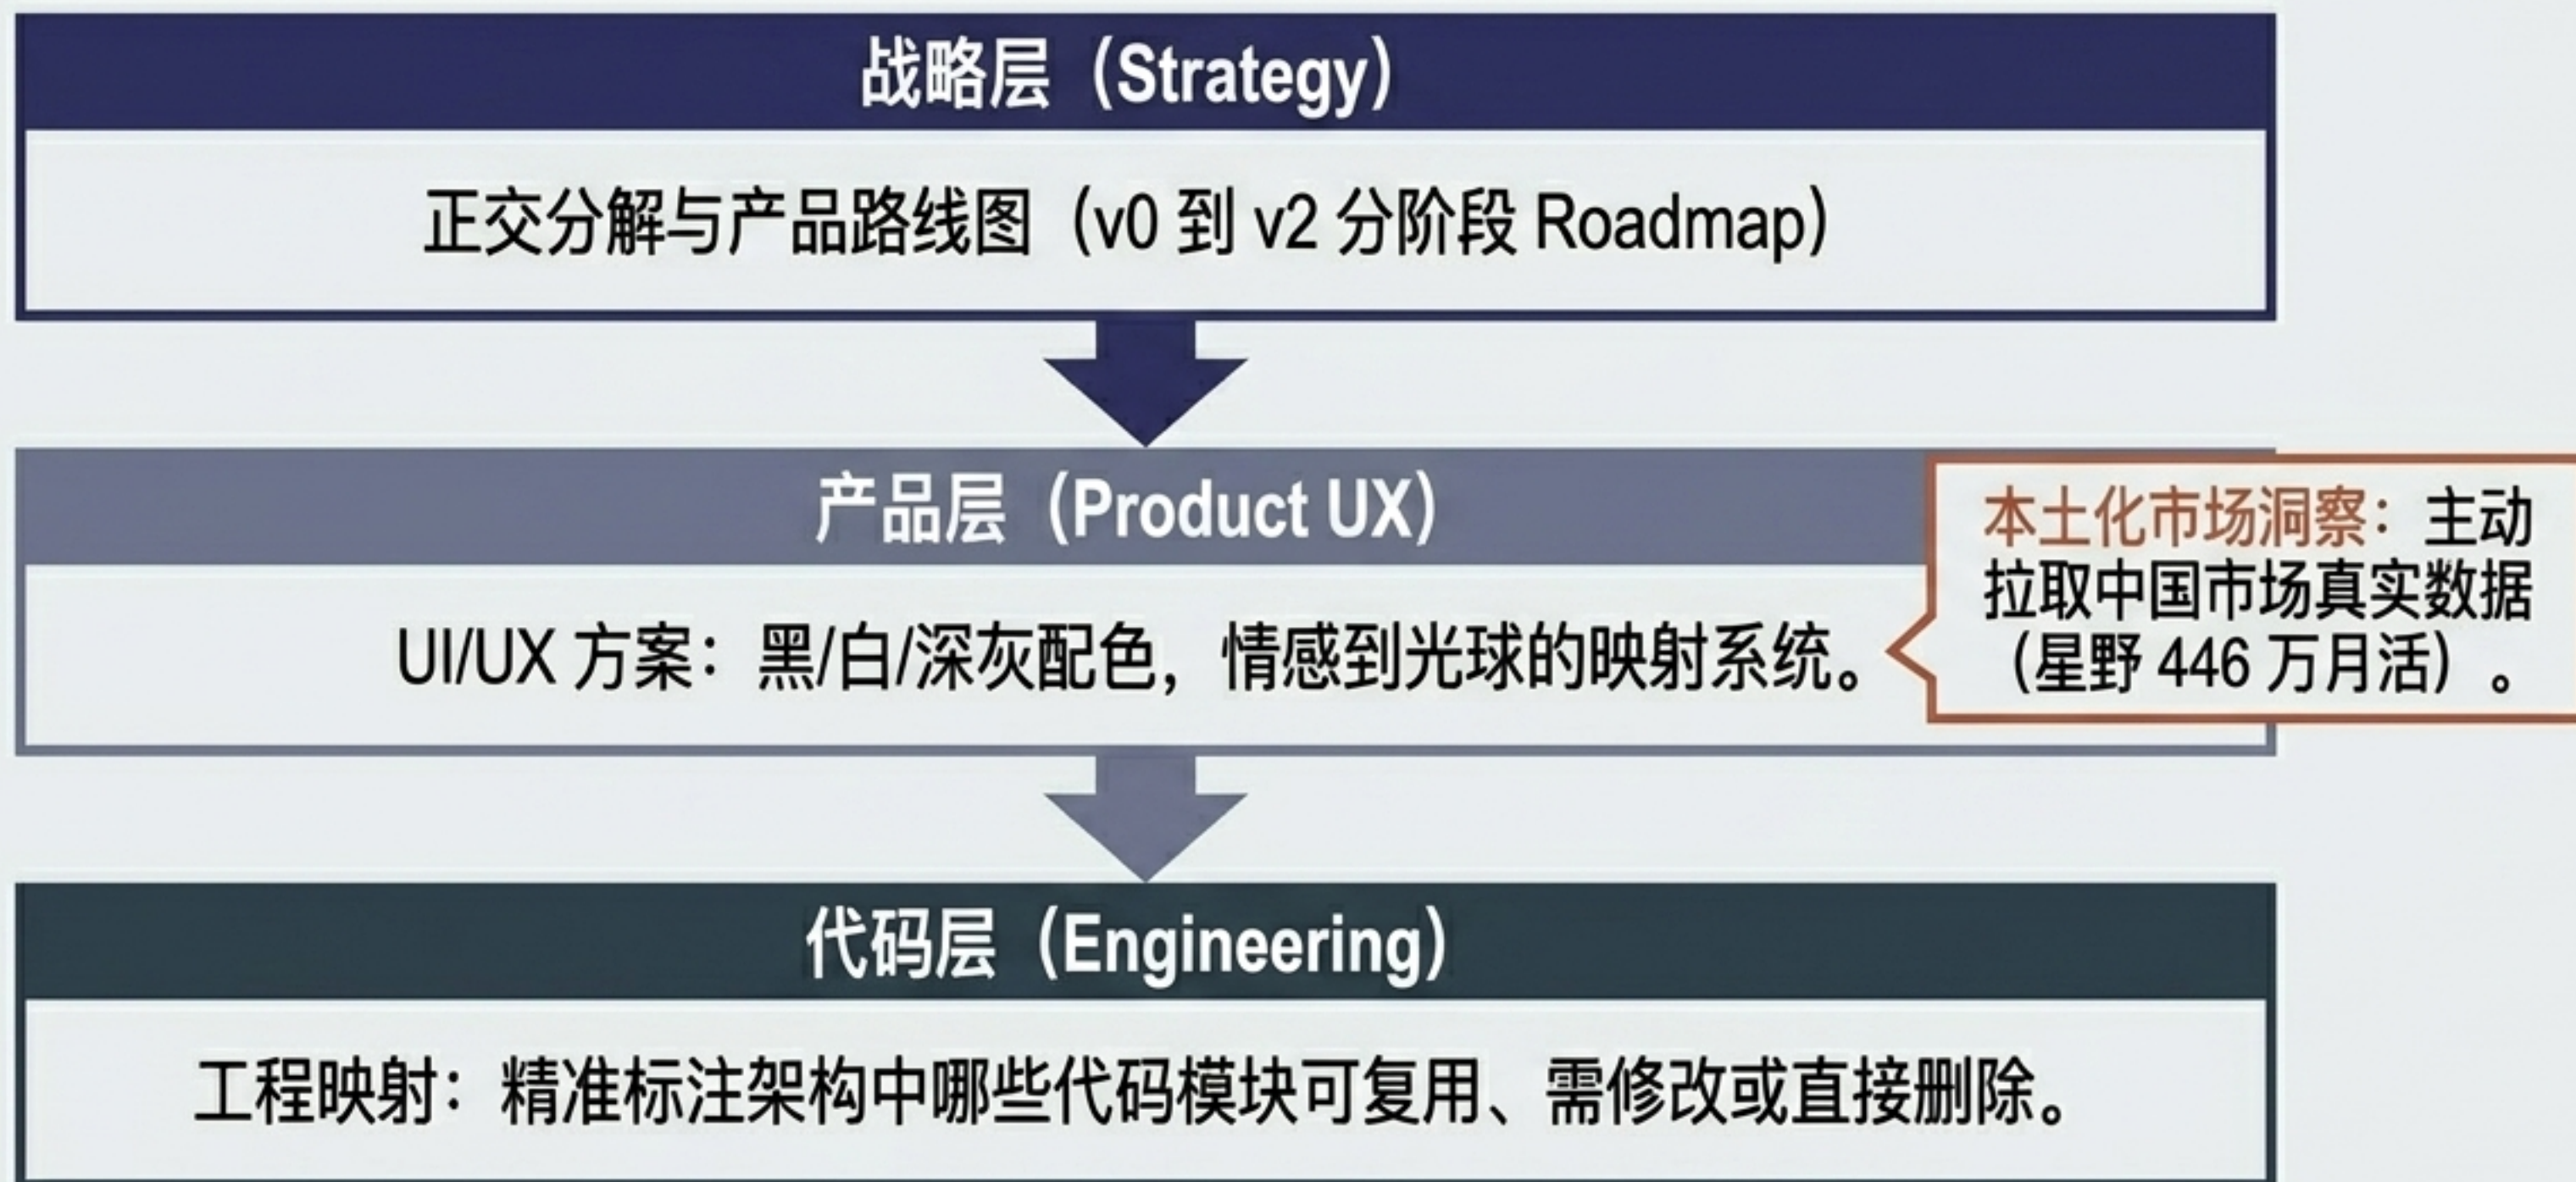 战略层（Strategy）
正交分解与产品路线图（v0 到 v2 分阶段 Roadmap）
产品层（Product UX）
UI/UX 方案：黑/白/深灰配色，情感到光球的映射系统。
本土化市场洞察：主动
拉取中国市场真实数据
（星野 446 万月活）。
代码层（Engineering）
工程映射：精准标注架构中哪些代码模块可复用、需修改或直接删除。